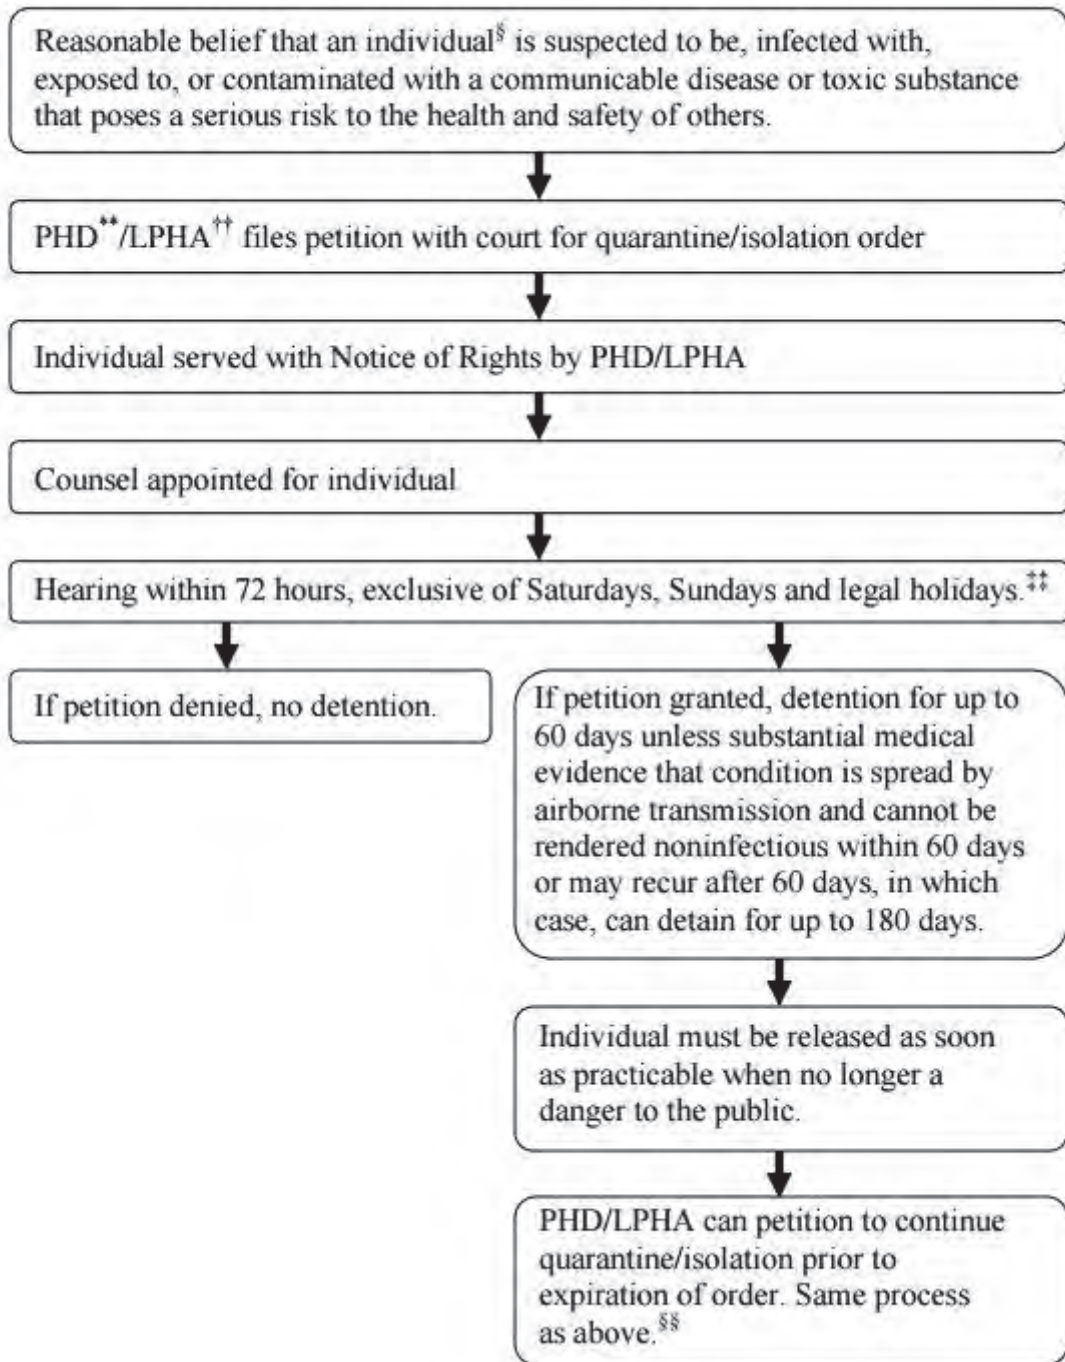 Reasonable belief that an individual§ is suspected to be, infected with,
exposed to, or contaminated with a communicable disease or toxic substance
that poses a serious risk to the health and safety of others.
PHD**/LPHA†† files petition with court for quarantine/isolation order
Individual served with Notice of Rights by PHD/LPHA
Counsel appointed for individual
Hearing within 72 hours, exclusive of Saturdays, Sundays and legal holidays.‡‡
If petition denied, no detention.
If petition granted, detention for up to
60 days unless substantial medical
evidence that condition is spread by
airborne transmission and cannot be
rendered noninfectious within 60 days
or may recur after 60 days, in which
case, can detain for up to 180 days.
Individual must be released as soon
as practicable when no longer a
danger to the public.
PHD/LPHA can petition to continue
quarantine/isolation prior to
expiration of order. Same process
as above.§§